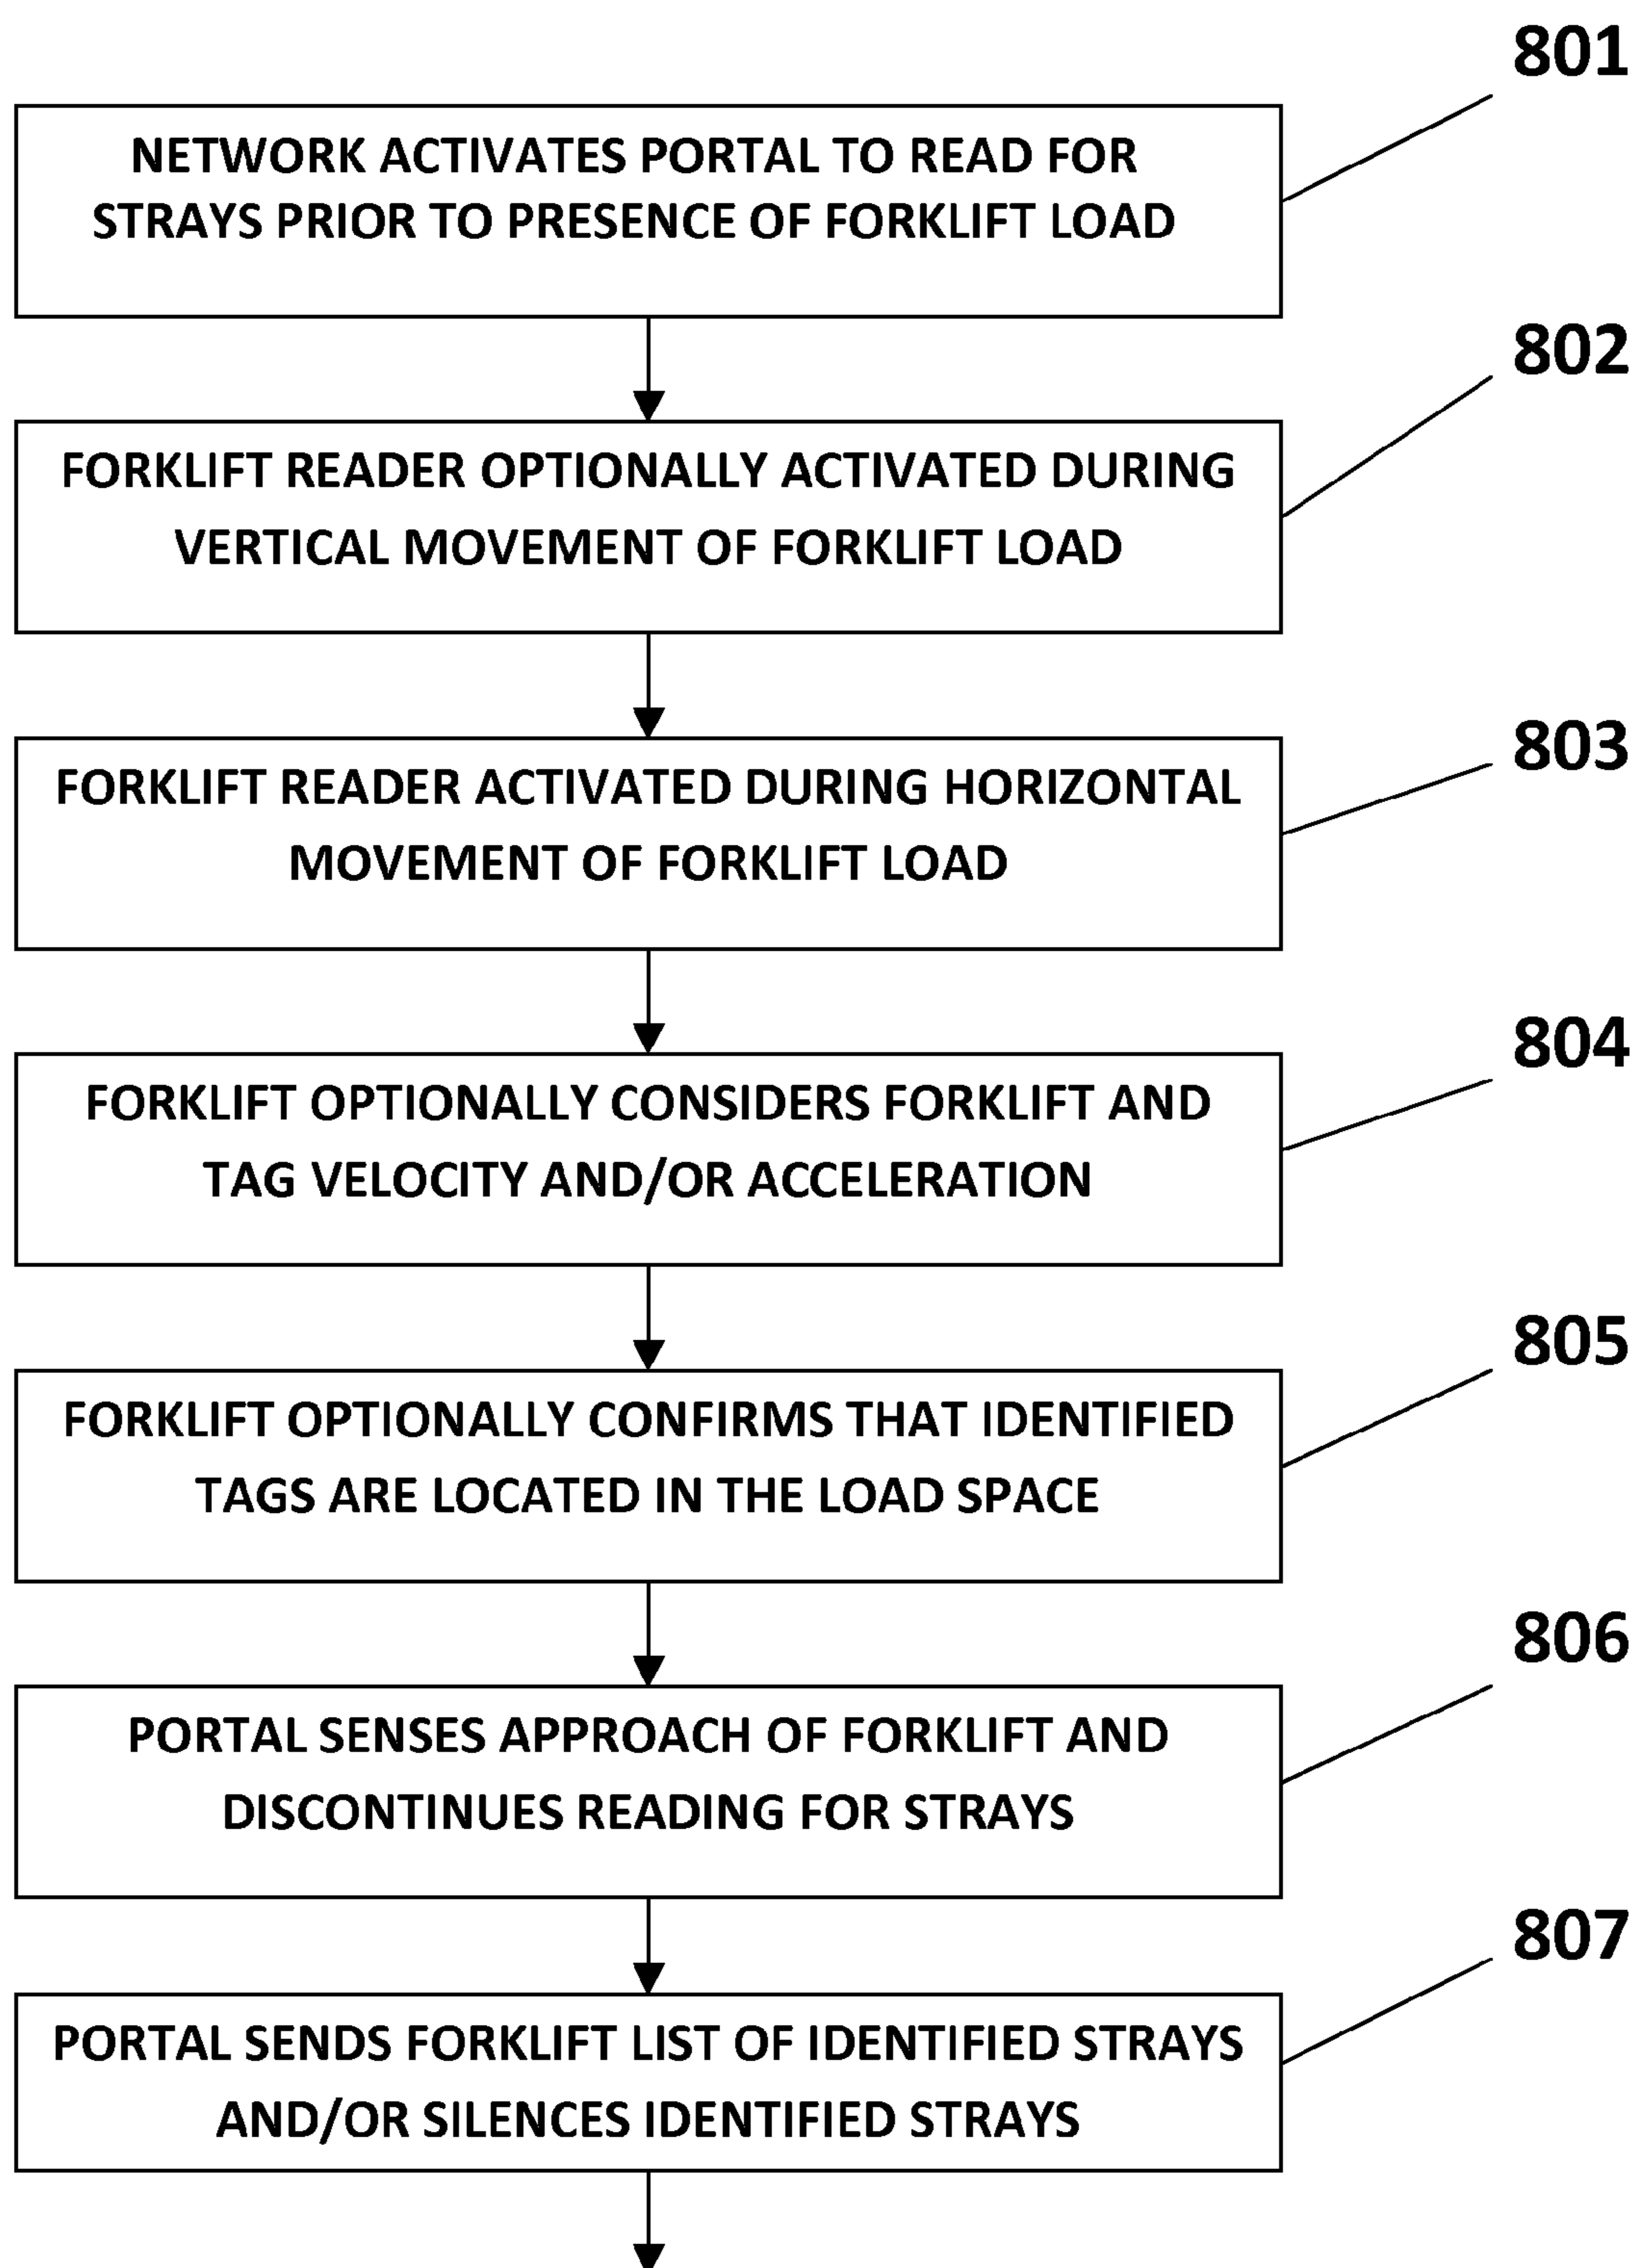 801
NETWORK ACTIVATES PORTAL TO READ FOR
STRAYS PRIOR TO PRESENCE OF FORKLIFT LOAD
802
FORKLIFT READER OPTIONALLY ACTIVATED DURING
VERTICAL MOVEMENT OF FORKLIFT LOAD
803
FORKLIFT READER ACTIVATED DURING HORIZONTAL
MOVEMENT OF FORKLIFT LOAD
804
FORKLIFT OPTIONALLY CONSIDERS FORKLIFT AND
TAG VELOCITY AND/OR ACCELERATION
805
FORKLIFT OPTIONALLY CONFIRMS THAT IDENTIFIED
TAGS ARE LOCATED IN THE LOAD SPACE
806
PORTAL SENSES APPROACH OF FORKLIFT AND
DISCONTINUES READING FOR STRAYS
807
PORTAL SENDS FORKLIFT LIST OF IDENTIFIED STRAYS
AND/OR SILENCES IDENTIFIED STRAYS